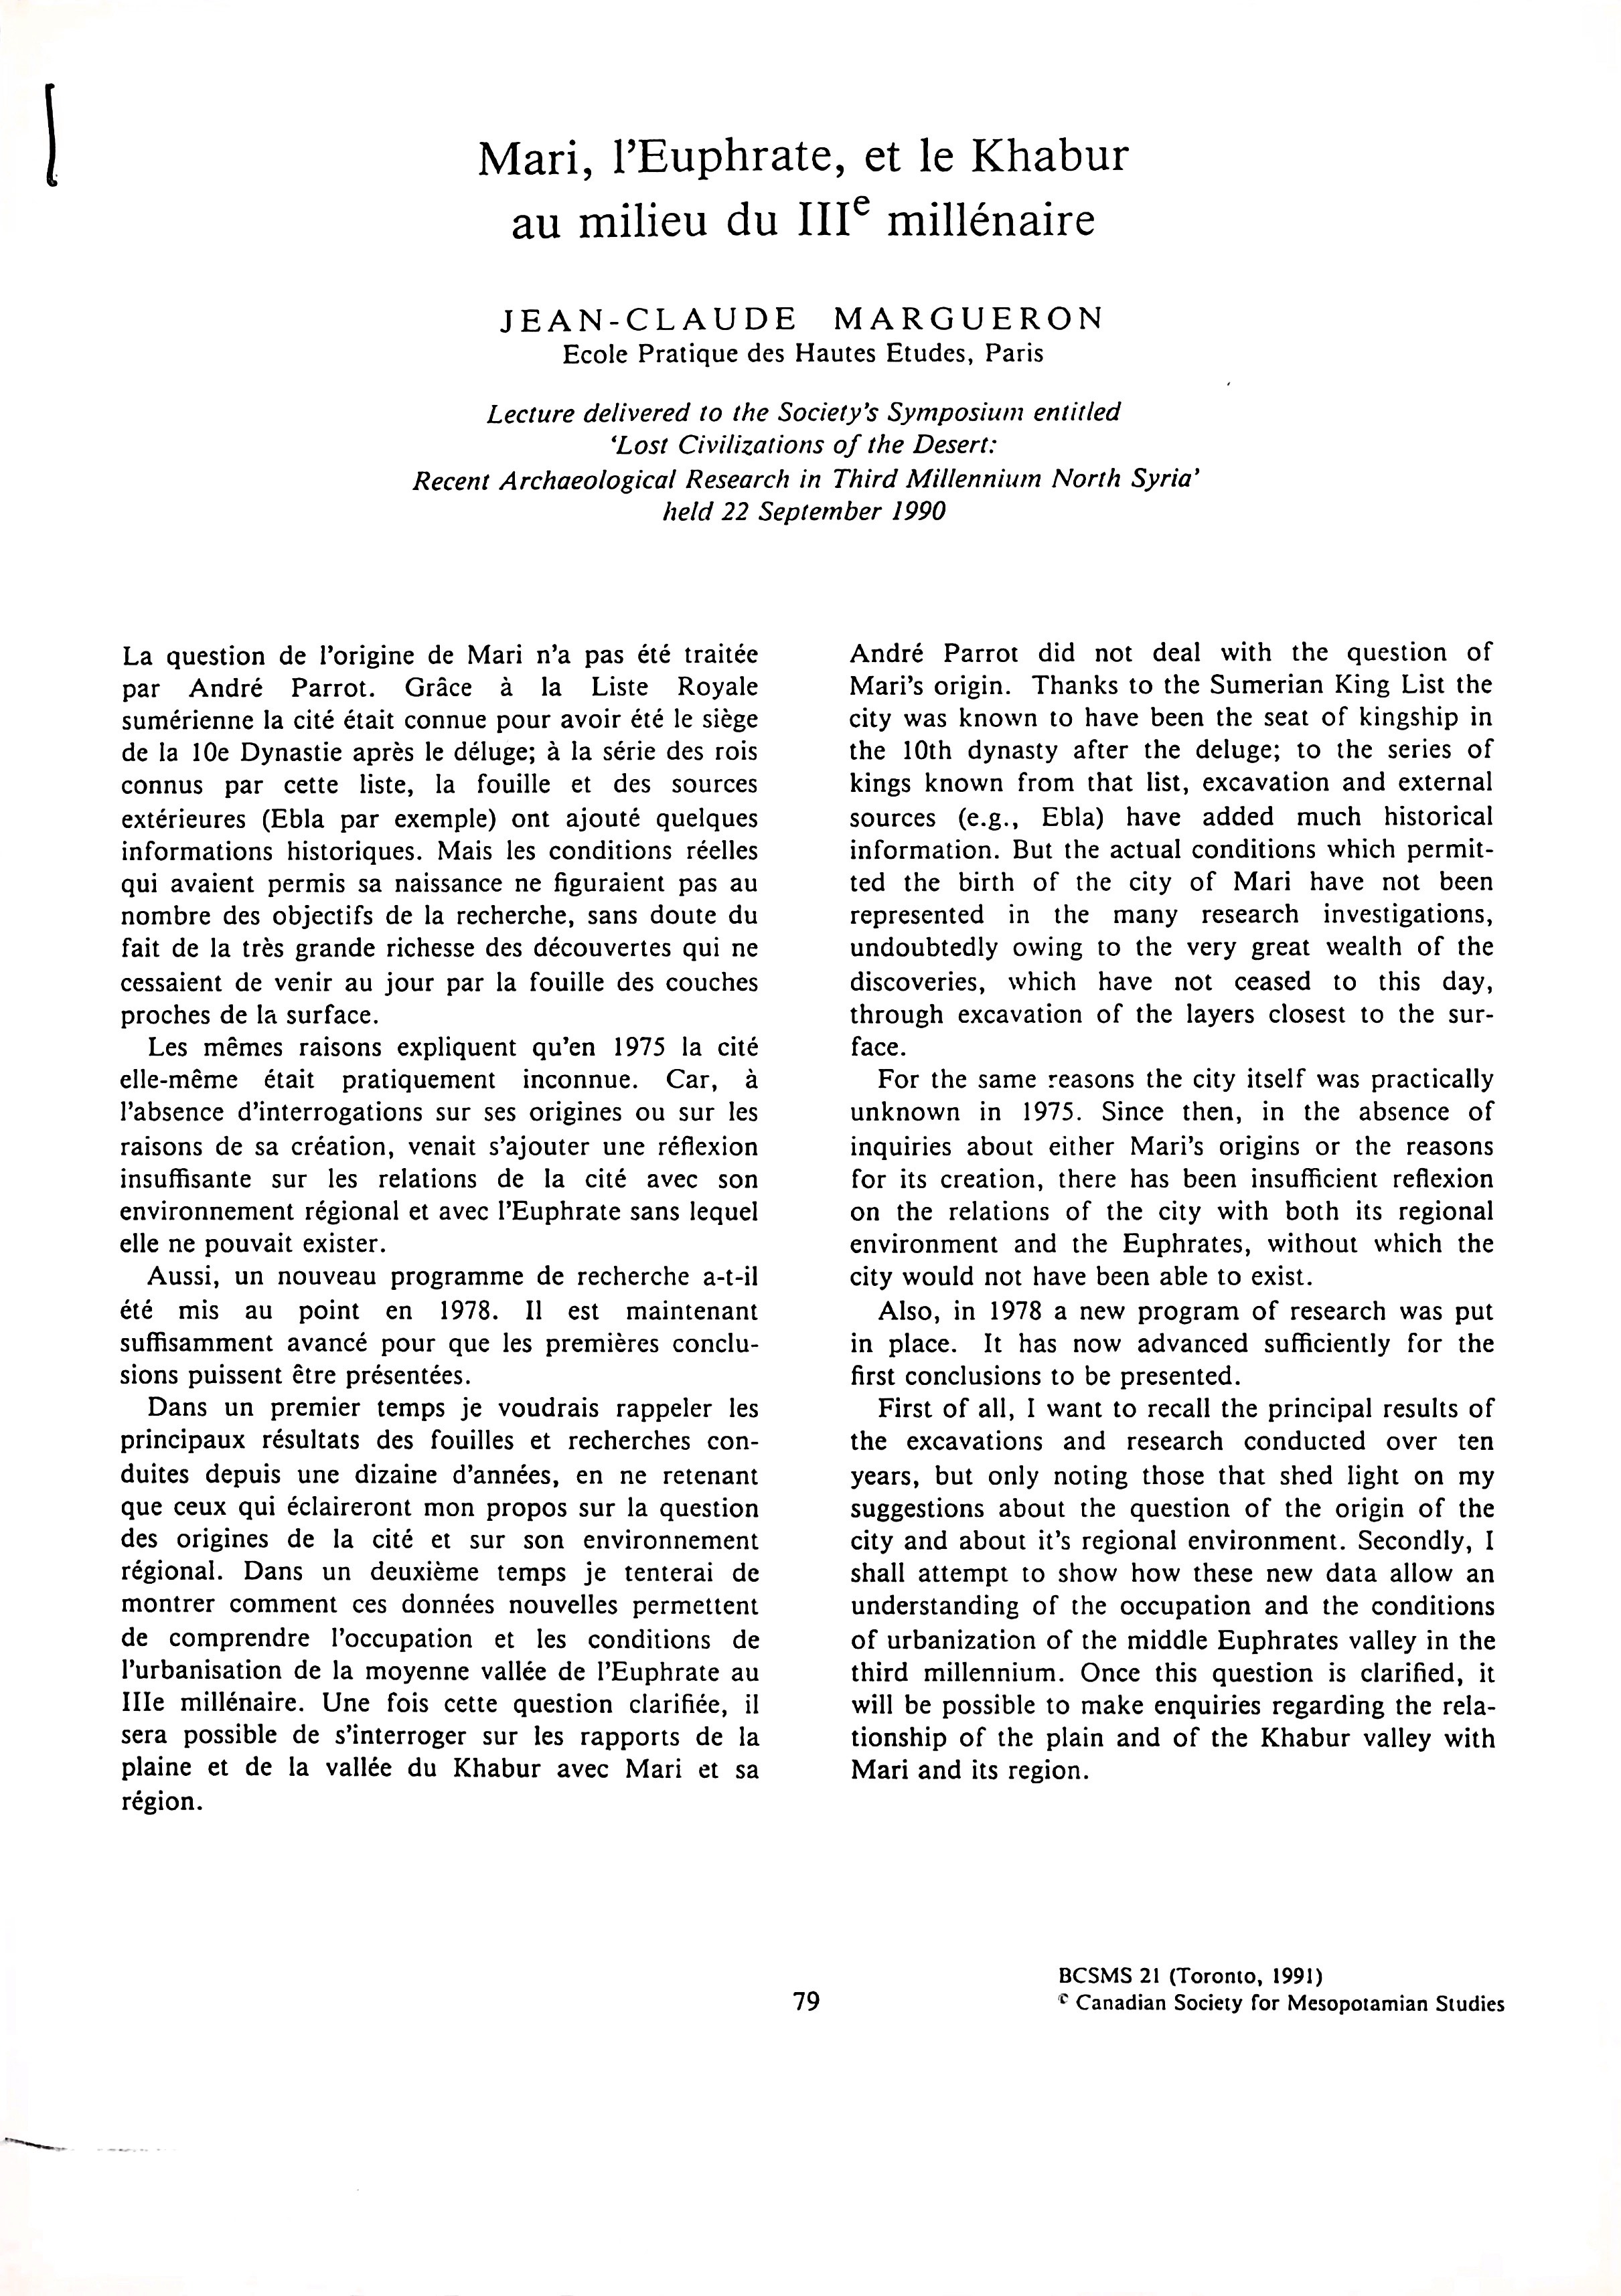 Mari, l'Euphrate, et le Khabur
au milieu du IIIe millénaire
JEAN-CLAUDE MARGUERON
Ecole Pratique des Hautes Etudes, Paris
Lecture delivered to the Society's Symposium entitled
‘Lost Civilizations of the Desert:
Recent Archaeological Research in Third Millennium North Syria’
held 22 September 1990
La question de l'origine de Mari n'a pas été traitée
par André Parrot. Grâce à la Liste Royale
sumérienne la cité était connue pour avoir été le siège
de la 10e Dynastie après le déluge; à la série des rois
connus par cette liste, la fouille et des sources
extérieures (Ebla par exemple) ont ajouté quelques
informations historiques. Mais les conditions réelles
qui avaient permis sa naissance ne figuraient pas au
nombre des objectifs de la recherche, sans doute du
fait de la très grande richesse des découvertes qui ne
cessaient de venir au jour par la fouille des couches
proches de la surface.
Les mêmes raisons expliquent qu'en 1975 la cité
elle-même était pratiquement inconnue. Car, à
l'absence d'interrogations sur ses origines ou sur les
raisons de sa création, venait s'ajouter une réflexion
insuffisante sur les relations de la cité avec son
environnement régional et avec l'Euphrate sans lequel
elle ne pouvait exister.
Aussi, un nouveau programme de recherche a-t-il
été mis au point en 1978. Il est maintenant
suffisamment avancé pour que les premières conclu-
sions puissent être présentées.
Dans un premier temps je voudrais rappeler les
principaux résultats des fouilles et recherches con-
duites depuis une dizaine d'années, en ne retenant
que ceux qui éclaireront mon propos sur la question
des origines de la cité et sur son environnement
régional. Dans un deuxième temps je tenterai de
montrer comment ces données nouvelles permettent
de comprendre l'occupation et les conditions de
l'urbanisation de la moyenne vallée de l'Euphrate au
IIIe millénaire. Une fois cette question clarifiée, il
sera possible de s'interroger sur les rapports de la
plaine et de la vallée du Khabur avec Mari et sa
région.
André Parrot did not deal with the question of
Mari's origin. Thanks to the Sumerian King List the
city was known to have been the seat of kingship in
the 10th dynasty after the deluge; to the series of
kings known from that list, excavation and external
sources (e.g., Ebla) have added much historical
information. But the actual conditions which permit-
ted the birth of the city of Mari have not been
represented in the many research investigations,
undoubtedly owing to the very great wealth of the
discoveries, which have not ceased to this day,
through excavation of the layers closest to the sur-
face.
For the same reasons the city itself was practically
unknown in 1975. Since then, in the absence of
inquiries about either Mari's origins or the reasons
for its creation, there has been insufficient reflexion
on the relations of the city with both its regional
environment and the Euphrates, without which the
city would not have been able to exist.
Also, in 1978 a new program of research was put
in place. It has now advanced sufficiently for the
first conclusions to be presented.
First of all, I want to recall the principal results of
the excavations and research conducted over ten
years, but only noting those that shed light on my
suggestions about the question of the origin of the
city and about it's regional environment. Secondly, I
shall attempt to show how these new data allow an
understanding of the occupation and the conditions
of urbanization of the middle Euphrates valley in the
third millennium. Once this question is clarified, it
will be possible to make enquiries regarding the rela-
tionship of the plain and of the Khabur valley with
Mari and its region.
79
BCSMS 21 (Toronto, 1991)
© Canadian Society for Mesopotamian Studies